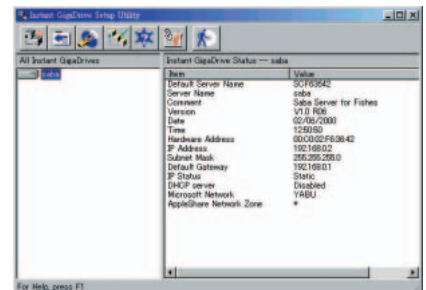 Instant GigaDrive Setup Utility
All Instant GigaDrives
Instant GigaDrive Status — saba
saba
Item Value
Default Server Name SCF63642
Server Name saba
Comment Saba Server for Fishes
Version V1.0 R06
Date 02/06/2000
Time 12:50:50
Hardware Address 00:C0:02:F6:36:42
IP Address 192.168.0.2
Subnet Mask 255.255.255.0
Default Gateway 192.168.0.1
IP Status Static
DHCP server Disabled
Microsoft Network YABU
AppleShare Network Zone *
For Help, press F1